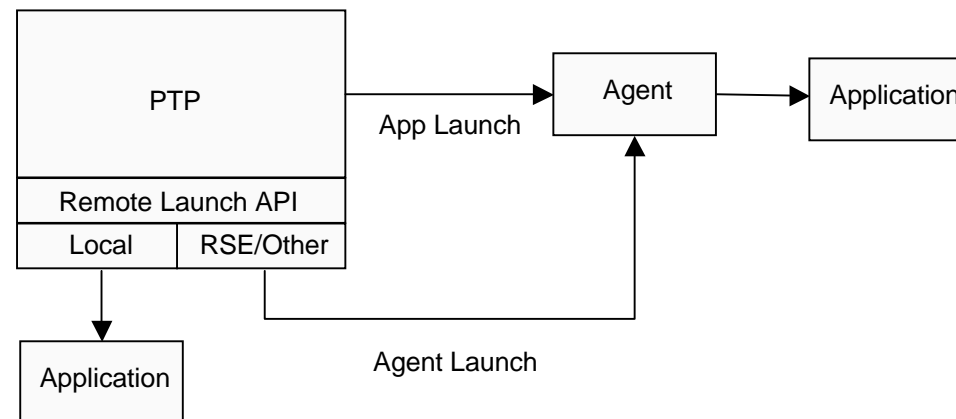 PTP
Agent
Application
App Launch
Remote Launch API
Local
RSE/Other
Agent Launch
Application